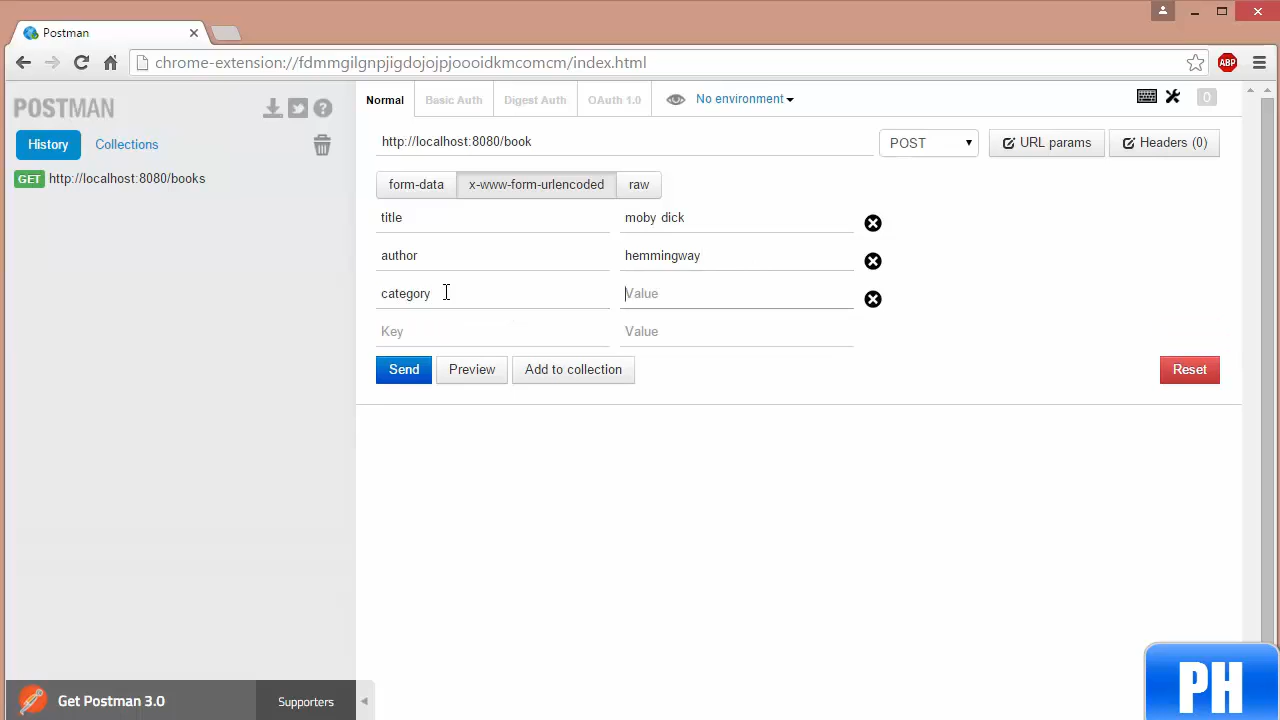 Postman
chrome-extension://fdmmgilgnpjigdojojpjoooidkmcomcm/index.html
ABP
POSTMAN
History
Collections
GET http://localhost:8080/books
Normal
Basic Auth
Digest Auth
OAuth 1.0
No environment
0
http://localhost:8080/book
POST
URL params
Headers (0)
form-data
x-www-form-urlencoded
raw
title
moby dick
author
hemmingway
category
Value
Key
Value
Send
Preview
Add to collection
Reset
Get Postman 3.0
Supporters
PH